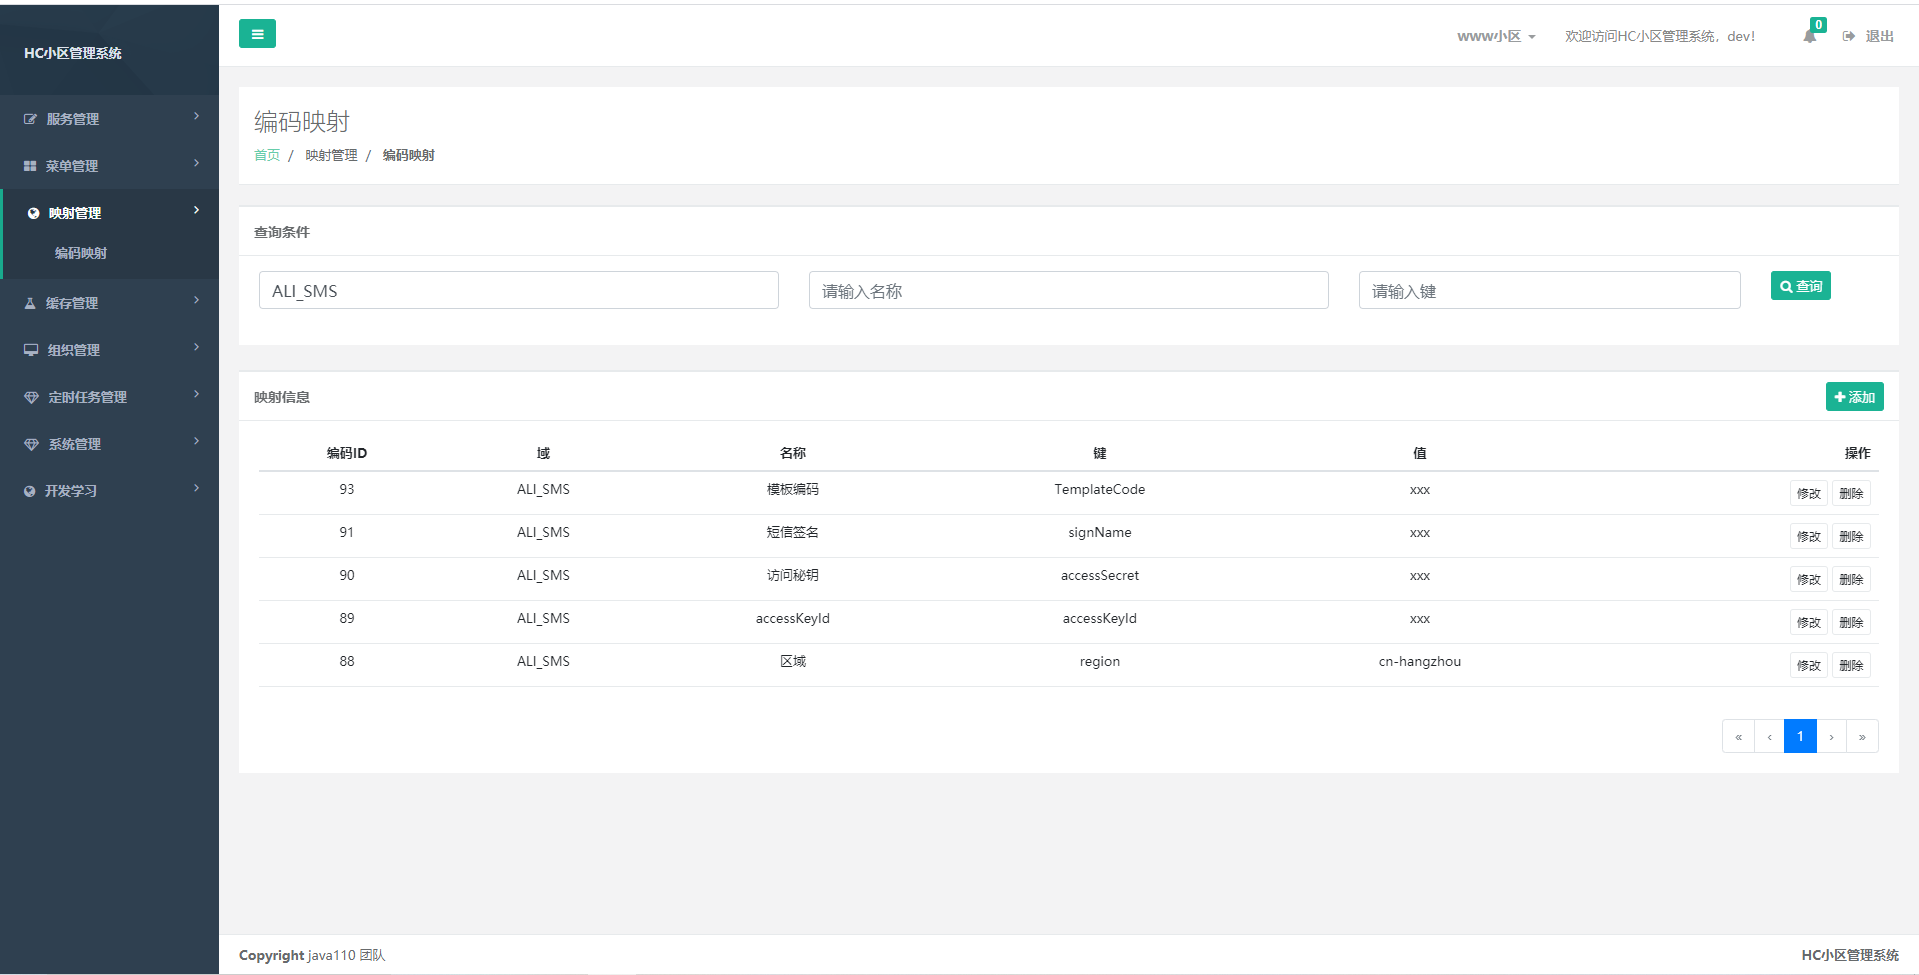 HC小区管理系统
服务管理
菜单管理
映射管理
编码映射
缓存管理
组织管理
定时任务管理
系统管理
开发学习
www小区
欢迎访问HC小区管理系统，dev!
0
退出
编码映射
首页 / 映射管理 / 编码映射
查询条件
ALI_SMS 请输入名称 请输入键 查询
映射信息 添加
编码ID 域 名称 键 值 操作
93 ALI_SMS 模板编码 TemplateCode xxx 修改 删除
91 ALI_SMS 短信签名 signName xxx 修改 删除
90 ALI_SMS 访问秘钥 accessSecret xxx 修改 删除
89 ALI_SMS accessKeyId accessKeyId xxx 修改 删除
88 ALI_SMS 区域 region cn-hangzhou 修改 删除
« ‹ 1 › »
Copyright java110 团队 HC小区管理系统